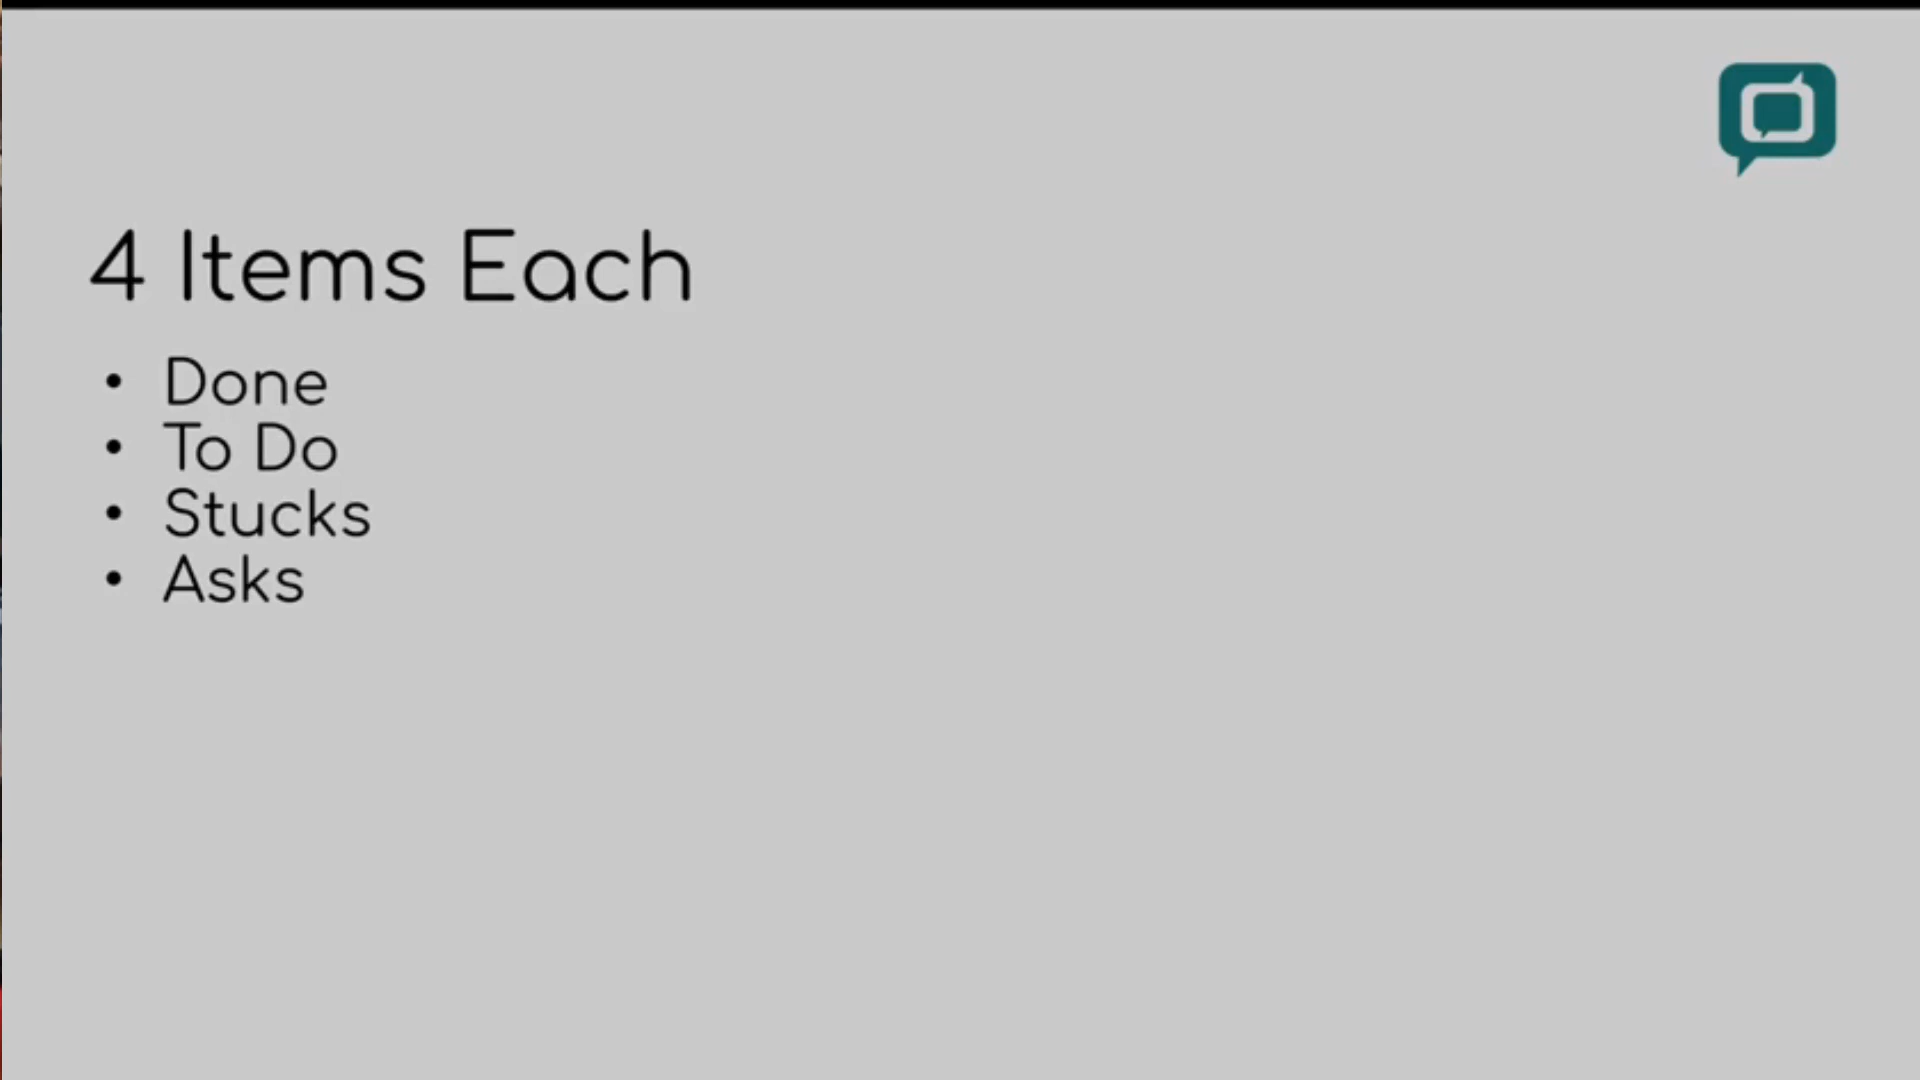 4 Items Each
• Done
• To Do
• Stucks
• Asks